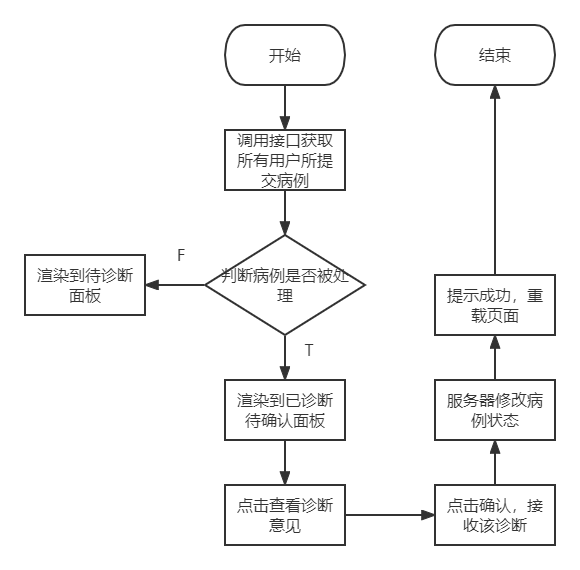 开始
结束
调用接口获取
所有用户所提
交病例
F
判断病例是否被处
理
渲染到待诊断
面板
T
渲染到已诊断
待确认面板
点击查看诊断
意见
点击确认，接
收该诊断
服务器修改病
例状态
提示成功，重
载页面